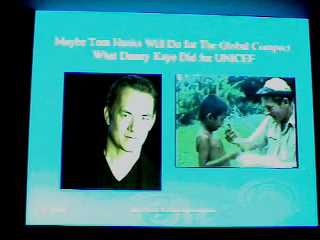 Maybe Tom Hanks Will Do for The Global Compact
What Danny Kaye Did for UNICEF